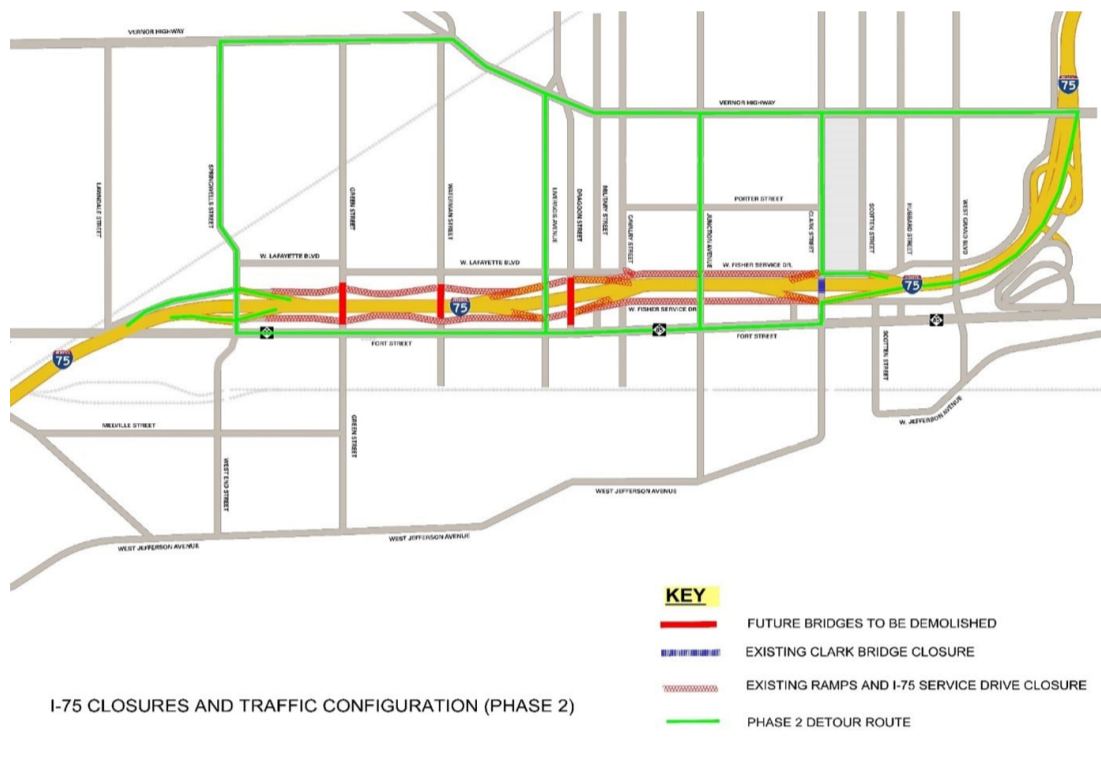 VERNOR HIGHWAY
75
VERNOR HIGHWAY
LAWNDALE STREET
SPRINGWELLS STREET
GREEN STREET
WATERMAN STREET
LIVERNOIS AVENUE
DRAGOON STREET
MILITARY STREET
CAVALRY STREET
JUNCTION AVENUE
PORTER STREET
CLARK STREET
SCOTTEN STREET
HUBBARD STREET
WEST GRAND BLVD
W. LAFAYETTE BLVD
W. LAFAYETTE BLVD
W. FISHER SERVICE DR.
75
75
W. FISHER SERVICE DR
FORT STREET
FORT STREET
75
SCOTTEN STREET
W. JEFFERSON AVENUE
MELVILLE STREET
GREEN STREET
WEST END STREET
WEST JEFFERSON AVENUE
WEST JEFFERSON AVENUE
WEST JEFFERSON AVENUE
KEY
FUTURE BRIDGES TO BE DEMOLISHED
EXISTING CLARK BRIDGE CLOSURE
EXISTING RAMPS AND I-75 SERVICE DRIVE CLOSURE
PHASE 2 DETOUR ROUTE
I-75 CLOSURES AND TRAFFIC CONFIGURATION (PHASE 2)